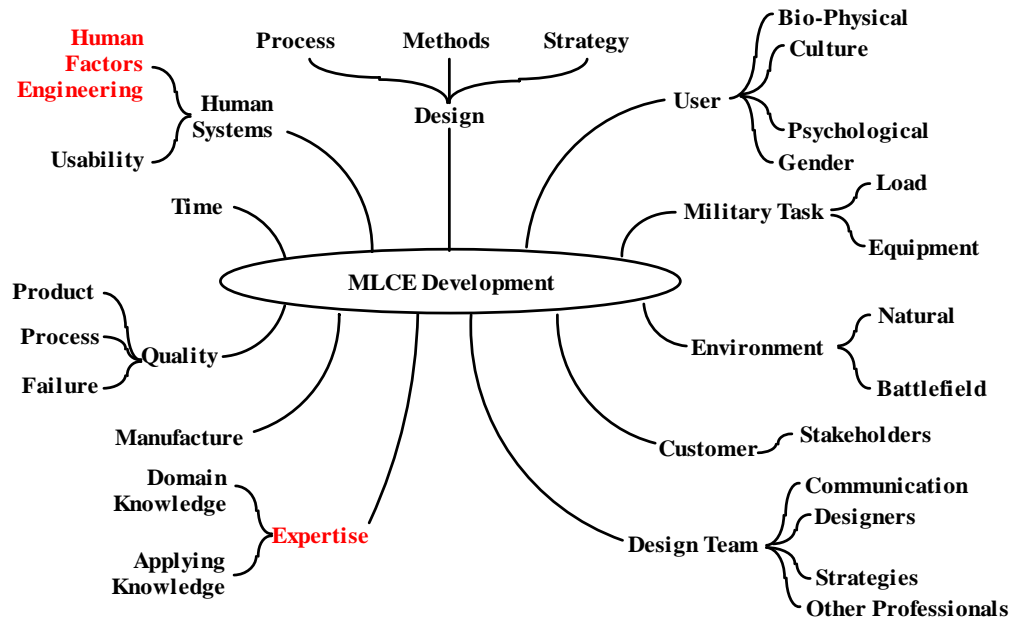 Human
Factors
Engineering
Usability
Human
Systems
Process
Methods
Strategy
Design
User
Bio-Physical
Culture
Psychological
Gender
Time
Military Task
Load
Equipment
MLCE Development
Product
Process
Failure
Quality
Environment
Natural
Battlefield
Manufacture
Customer
Stakeholders
Domain
Knowledge
Applying
Knowledge
Expertise
Design Team
Communication
Designers
Strategies
Other Professionals